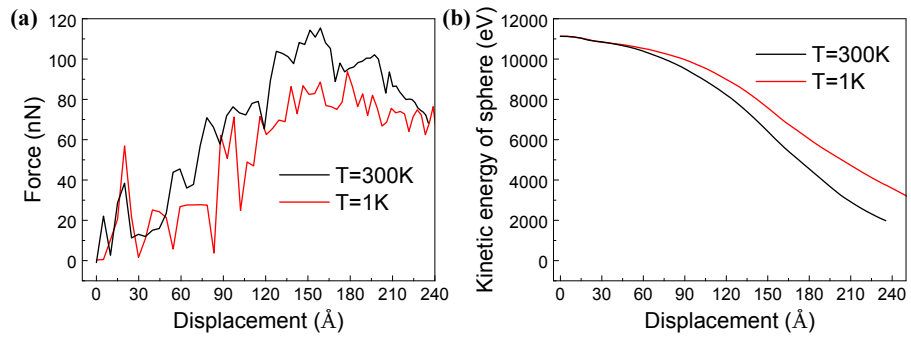 (a)
Force (nN)
120
100
80
60
40
20
0
T=300K
T=1K
0 30 60 90 120 150 180 210 240
Displacement (Å)
(b)
Kinetic energy of sphere (eV)
12000
10000
8000
6000
4000
2000
0
T=300K
T=1K
0 30 60 90 120 150 180 210 240
Displacement (Å)